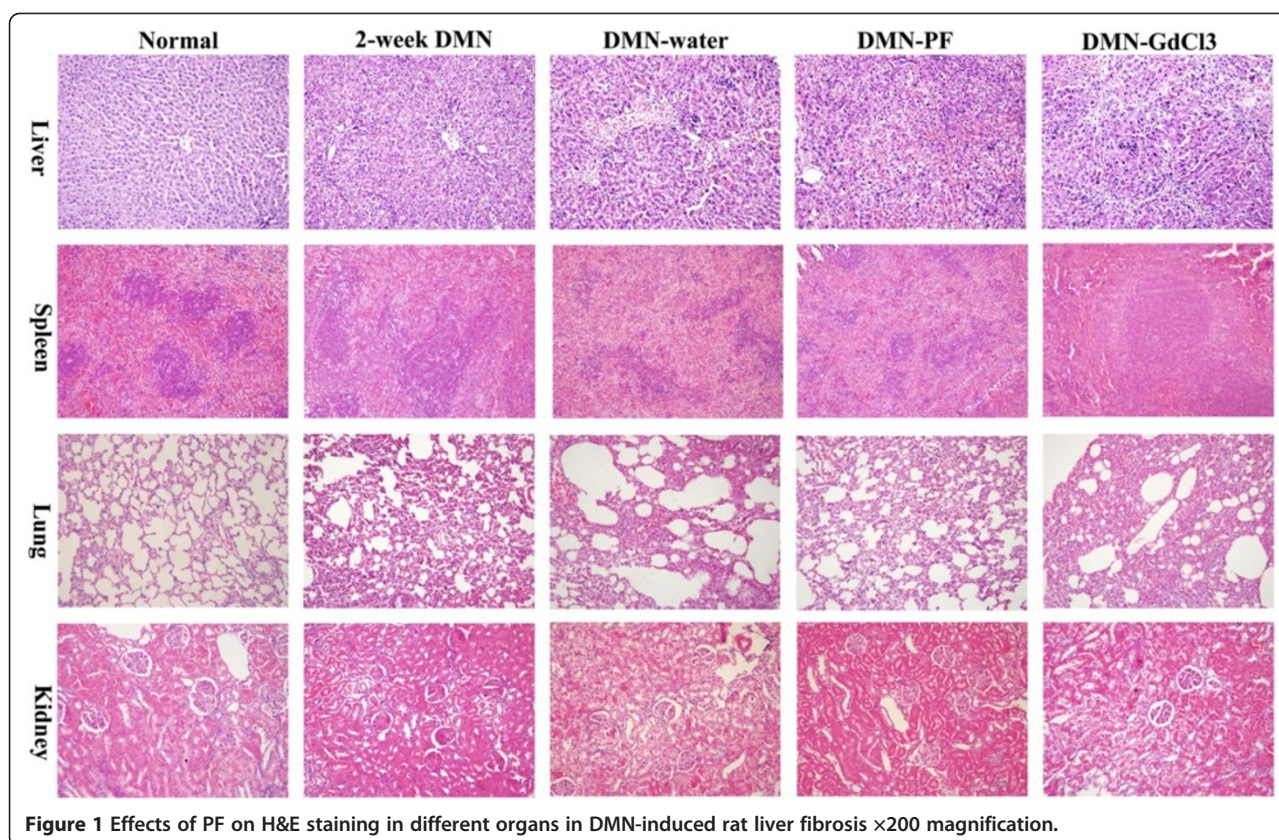 Normal
2-week DMN
DMN-water
DMN-PF
DMN-GdCl3
Liver
Spleen
Lung
Kidney
Figure 1 Effects of PF on H&E staining in different organs in DMN-induced rat liver fibrosis ×200 magnification.